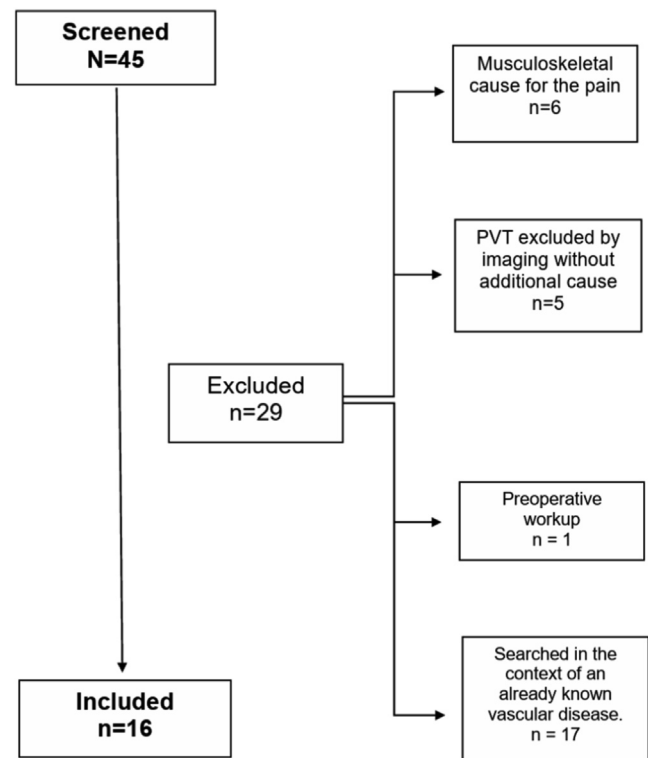 Screened
N=45
Musculoskeletal
cause for the pain
n=6
PVT excluded by
imaging without
additional cause
n=5
Excluded
n=29
Preoperative
workup
n = 1
Searched in the
context of an
already known
vascular disease.
n = 17
Included
n=16